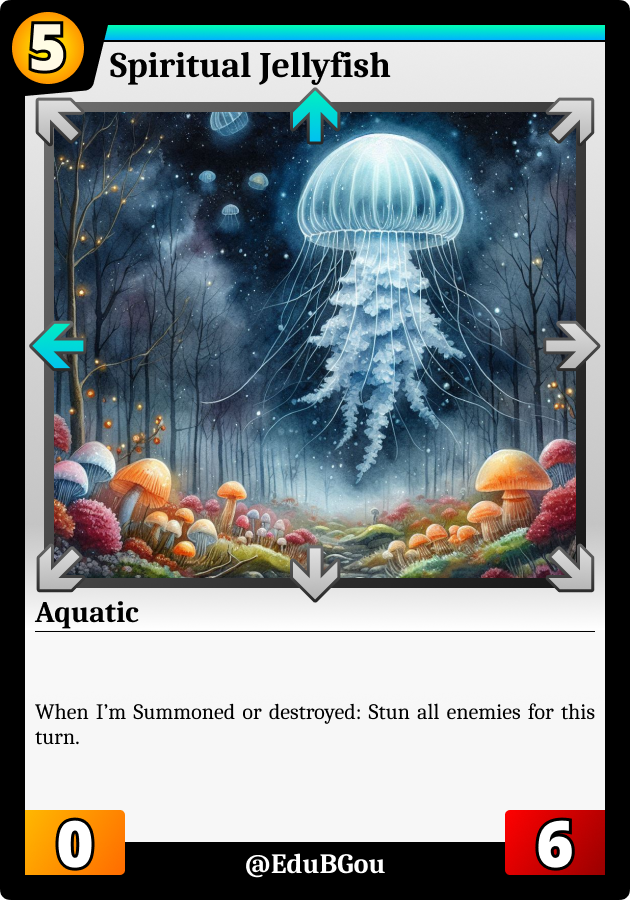 5
Spiritual Jellyfish
Aquatic
When I’m Summoned or destroyed: Stun all enemies for this
turn.
0
@EduBGou
6